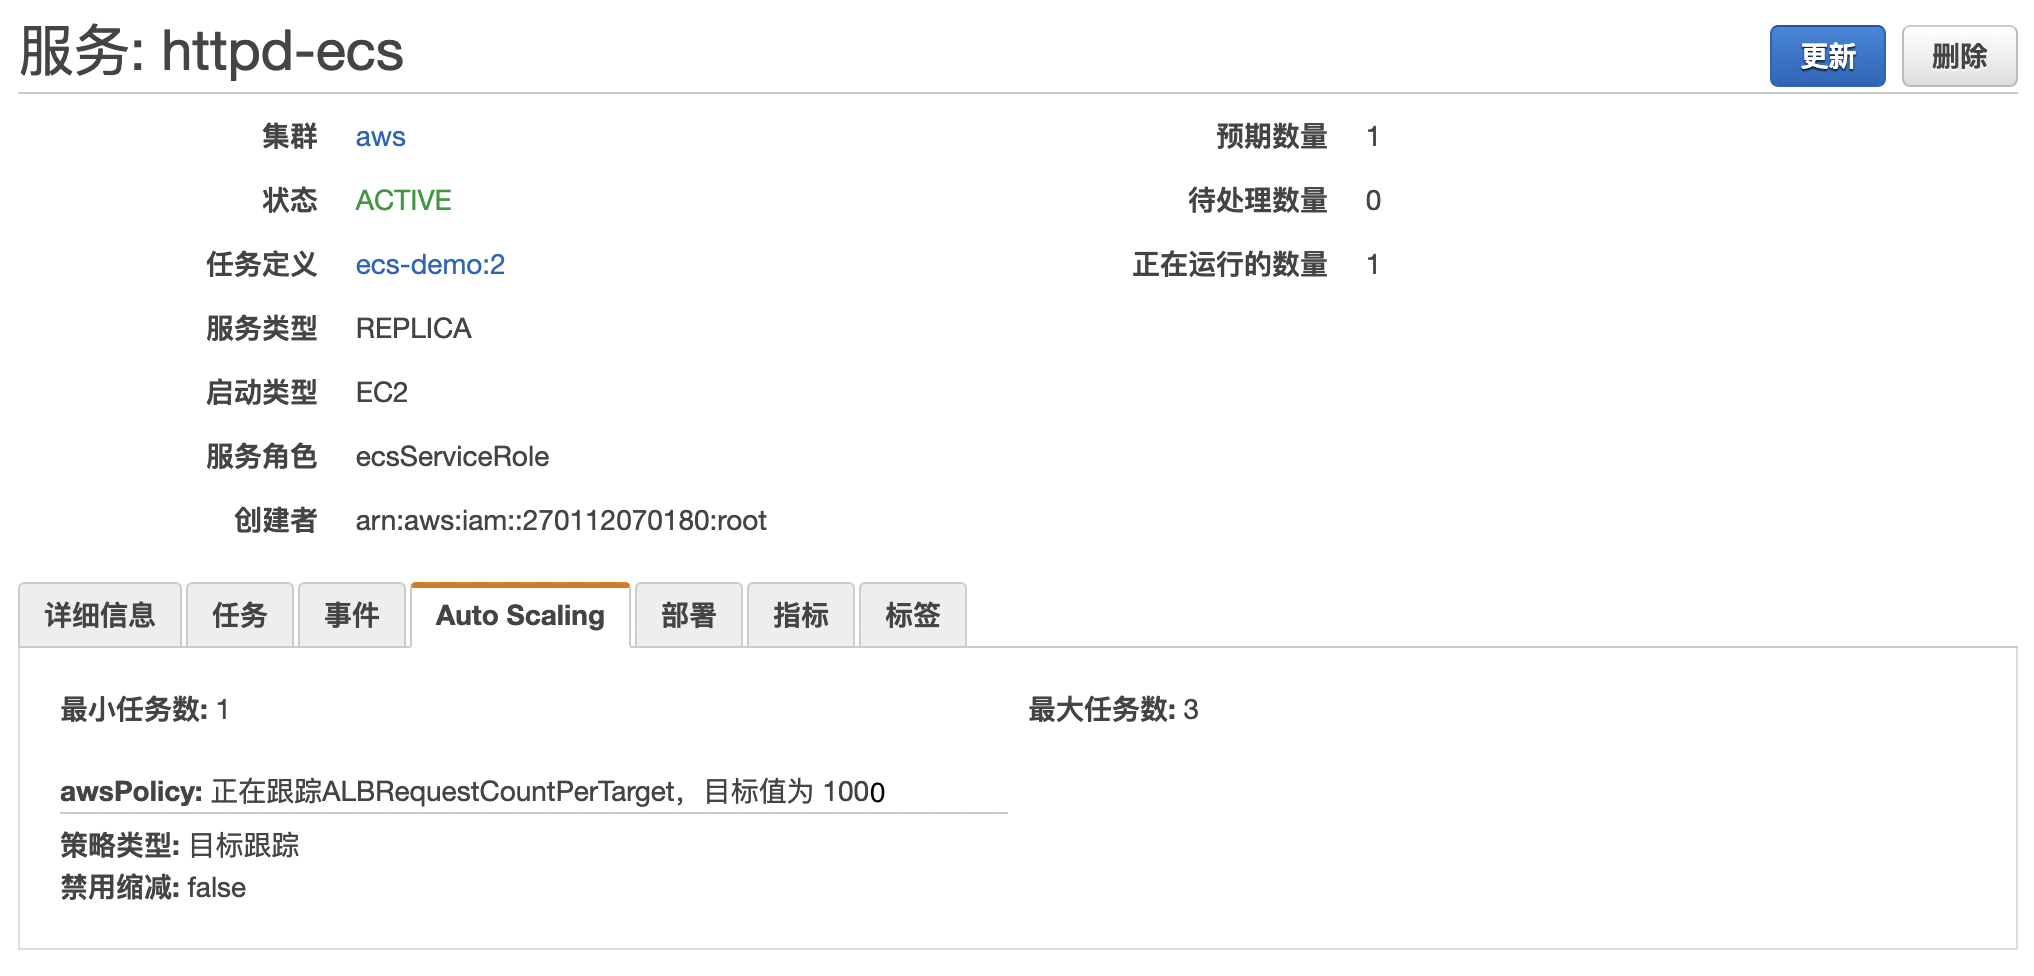 服务: httpd-ecs
更新
删除
集群 aws
状态 ACTIVE
任务定义 ecs-demo:2
服务类型 REPLICA
启动类型 EC2
服务角色 ecsServiceRole
创建者 arn:aws:iam::270112070180:root
预期数量 1
待处理数量 0
正在运行的数量 1
详细信息 任务 事件 Auto Scaling 部署 指标 标签
最小任务数: 1
最大任务数: 3
awsPolicy: 正在跟踪ALBRequestCountPerTarget，目标值为 1000
策略类型: 目标跟踪
禁用缩减: false